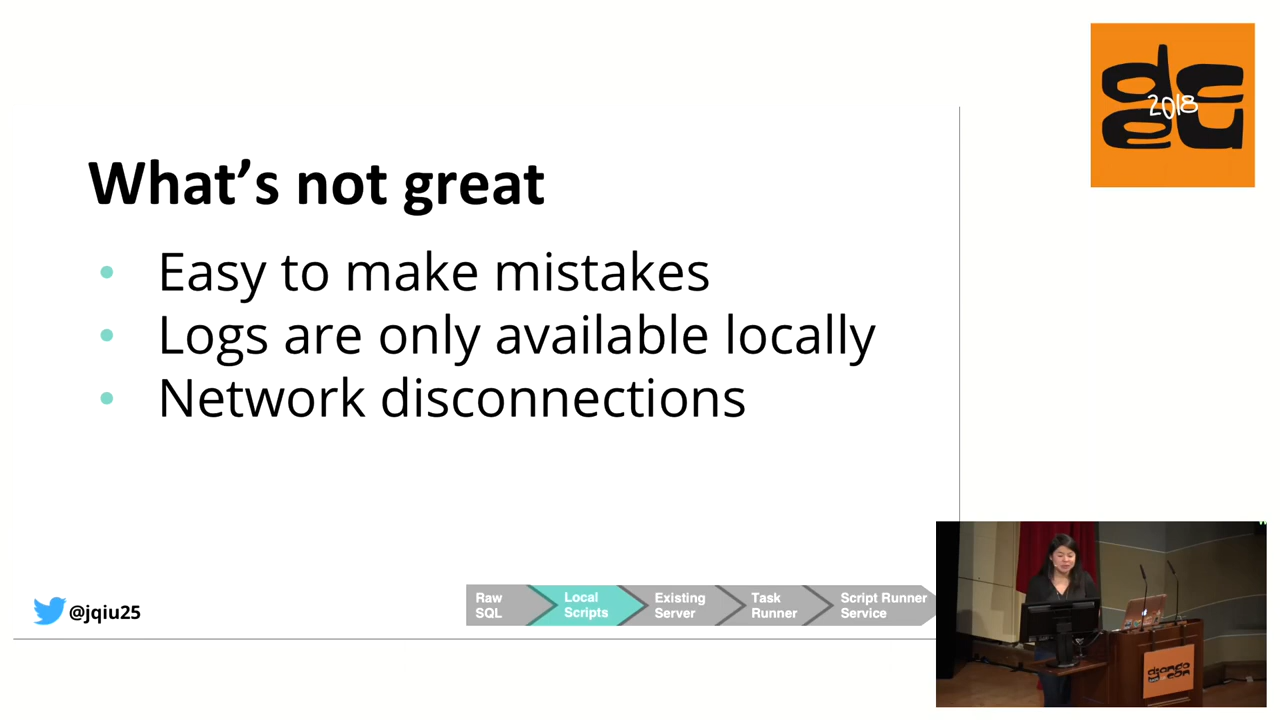 2018
What's not great
• Easy to make mistakes
• Logs are only available locally
• Network disconnections
@jqiu25
Raw SQL
Local Scripts
Existing Server
Task Runner
Script Runner Service
django